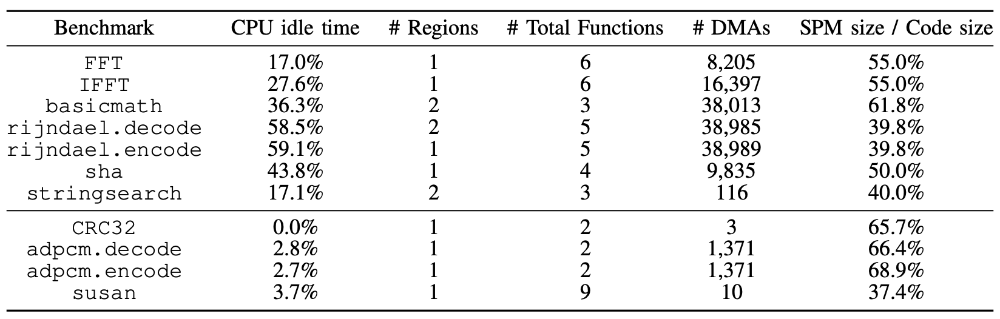 Benchmark CPU idle time # Regions # Total Functions # DMAs SPM size / Code size
FFT 17.0% 1 6 8,205 55.0%
IFFT 27.6% 1 6 16,397 55.0%
basicmath 36.3% 2 3 38,013 61.8%
rijndael.decode 58.5% 2 5 38,985 39.8%
rijndael.encode 59.1% 1 5 38,989 39.8%
sha 43.8% 1 4 9,835 50.0%
stringsearch 17.1% 2 3 116 40.0%
CRC32 0.0% 1 2 3 65.7%
adpcm.decode 2.8% 1 2 1,371 66.4%
adpcm.encode 2.7% 1 2 1,371 68.9%
susan 3.7% 1 9 10 37.4%